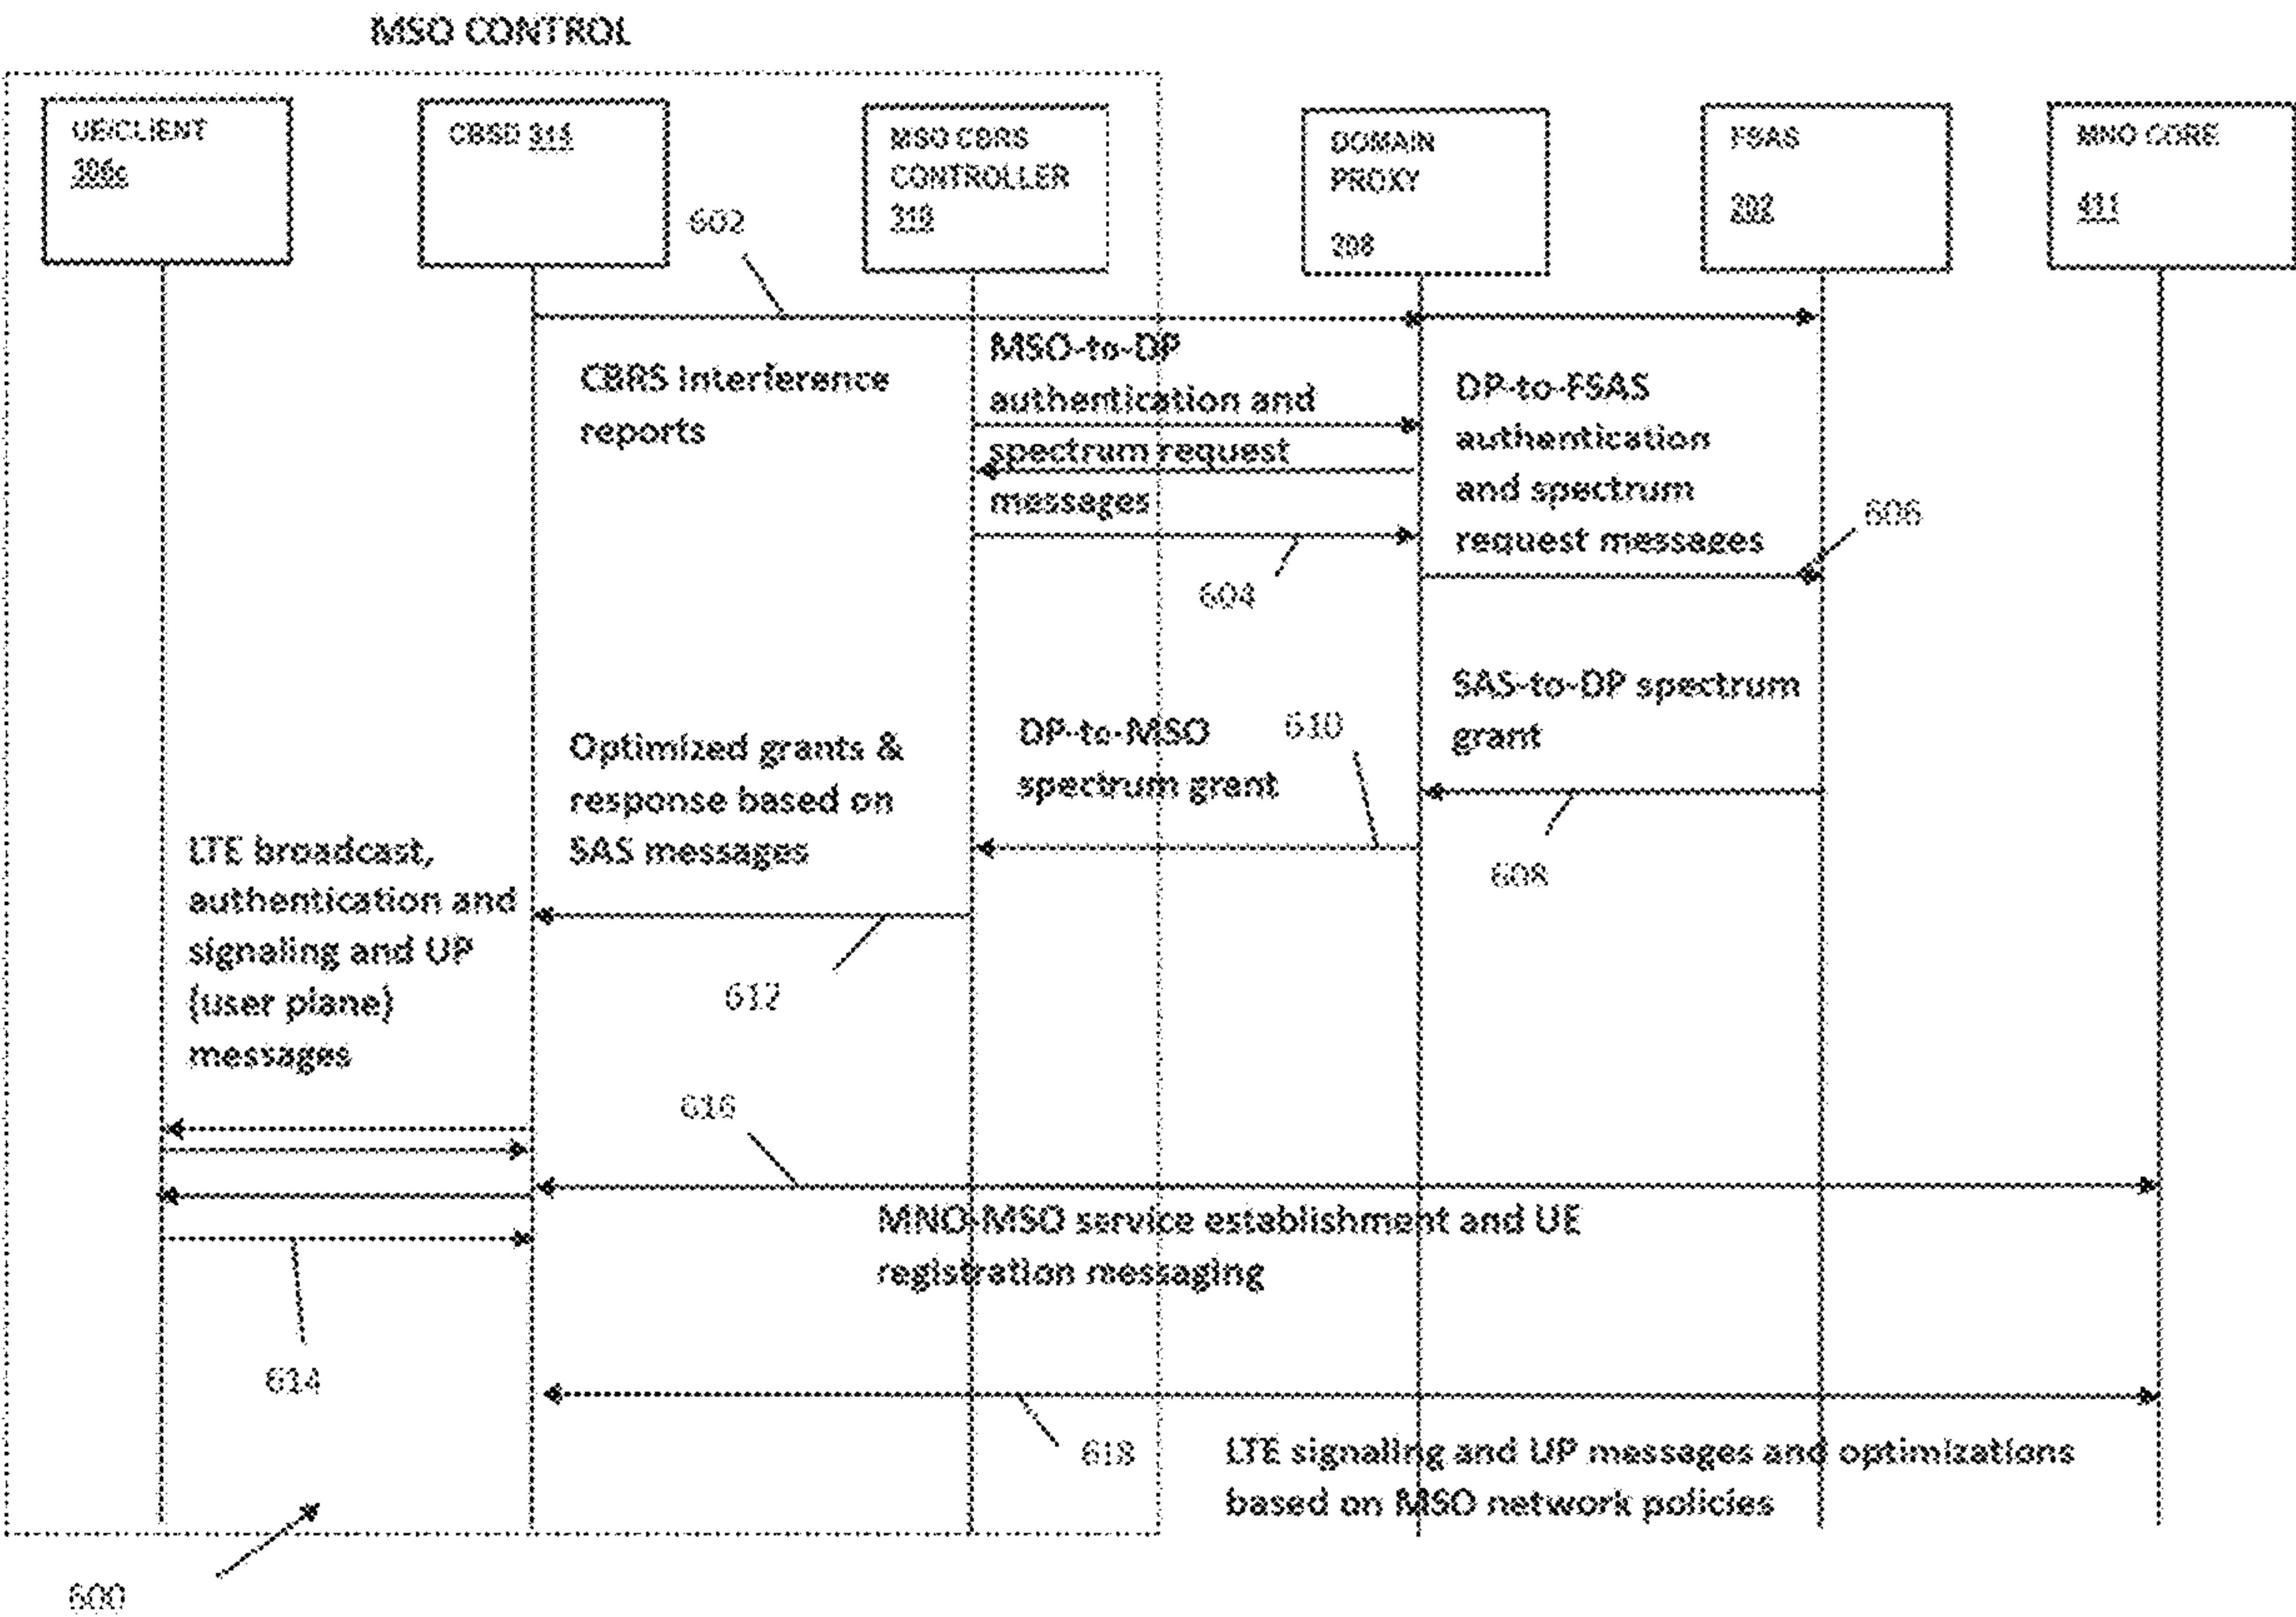 MSO CONTROL
UE/CLIENT
306c
CBSD 314
MSO CBRS
CONTROLLER
310
DOMAIN
PROXY
208
FSAS
202
MNO CORE
411
602
CBRS interference
reports
MSO-to-DP
authentication and
spectrum request
messages
604
DP-to-FSAS
authentication
and spectrum
request messages
606
SAS-to-DP spectrum
grant
608
DP-to-MSO
spectrum grant
610
Optimized grants &
response based on
SAS messages
612
LTE broadcast,
authentication and
signaling and UP
(user plane)
messages
614
616
MNO-MSO service establishment and UE
registration messaging
618
LTE signaling and UP messages and optimizations
based on MSO network policies
600